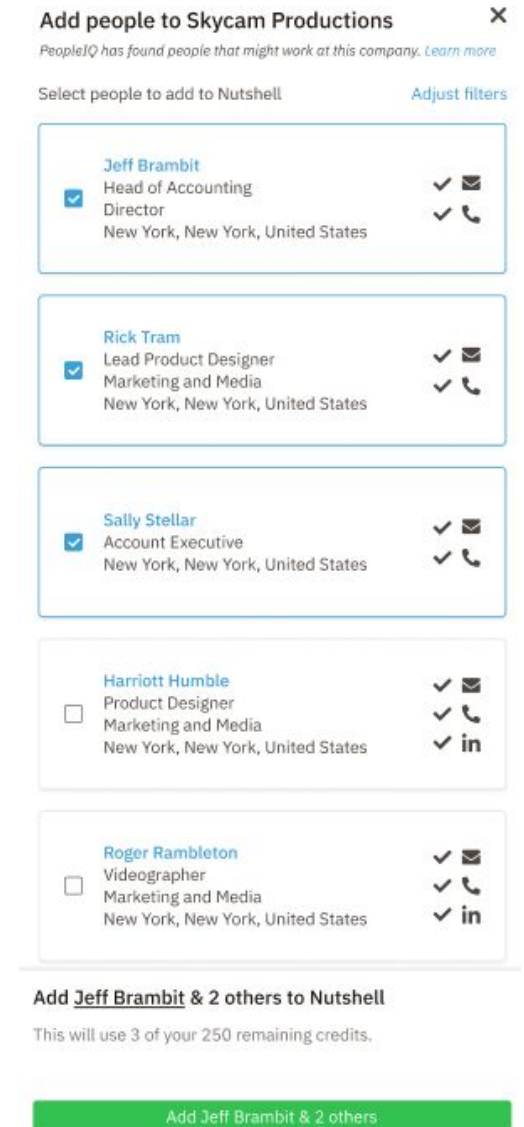 Add people to Skycam Productions
PeopleIQ has found people that might work at this company. Learn more
Select people to add to Nutshell Adjust filters
Jeff Brambit
Head of Accounting
Director
New York, New York, United States
Rick Tram
Lead Product Designer
Marketing and Media
New York, New York, United States
Sally Stellar
Account Executive
New York, New York, United States
Harriott Humble
Product Designer
Marketing and Media
New York, New York, United States
in
Roger Rambleton
Videographer
Marketing and Media
New York, New York, United States
in
Add Jeff Brambit & 2 others to Nutshell
This will use 3 of your 250 remaining credits.
Add Jeff Brambit & 2 others